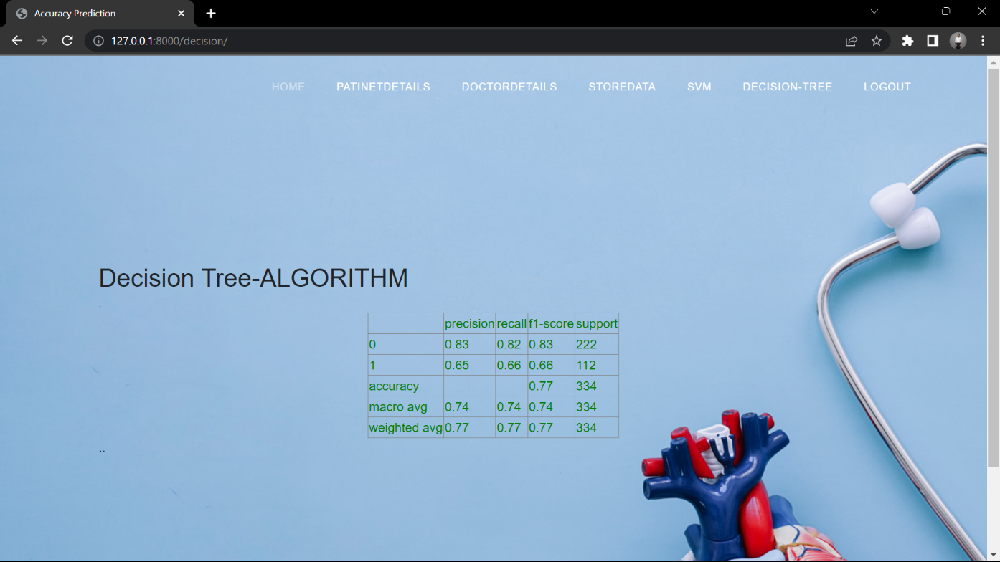 Accuracy Prediction
127.0.0.1:8000/decision/
HOME PATINETDETAILS DOCTORDETAILS STOREDATA SVM DECISION-TREE LOGOUT
Decision Tree-ALGORITHM
.
precision recall f1-score support
0 0.83 0.82 0.83 222
1 0.65 0.66 0.66 112
accuracy 0.77 334
macro avg 0.74 0.74 0.74 334
weighted avg 0.77 0.77 0.77 334
..